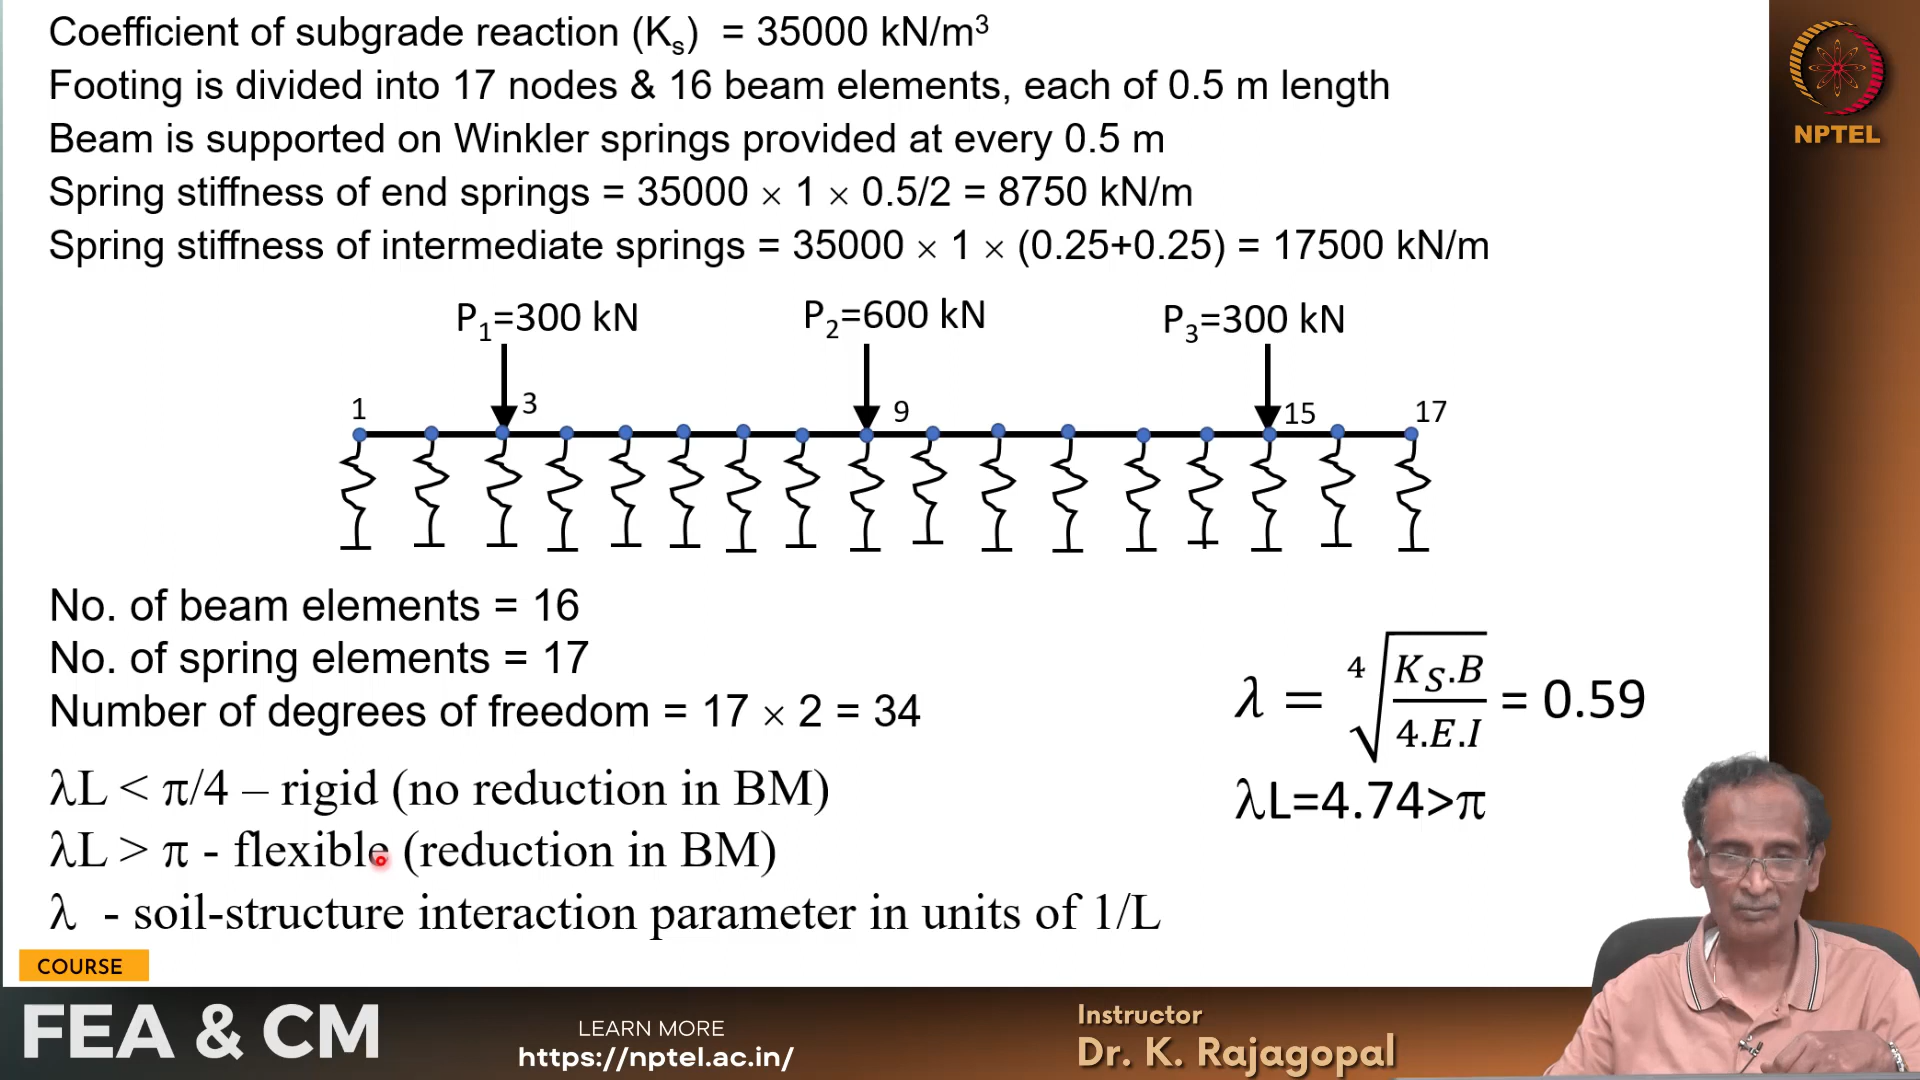 Coefficient of subgrade reaction (Kₛ) = 35000 kN/m³
Footing is divided into 17 nodes & 16 beam elements, each of 0.5 m length
Beam is supported on Winkler springs provided at every 0.5 m
Spring stiffness of end springs = 35000 × 1 × 0.5/2 = 8750 kN/m
Spring stiffness of intermediate springs = 35000 × 1 × (0.25+0.25) = 17500 kN/m
NPTEL
P₁=300 kN P₂=600 kN P₃=300 kN
1 3 9 15 17
No. of beam elements = 16
No. of spring elements = 17
Number of degrees of freedom = 17 × 2 = 34
λ = ⁴√(K_S.B / 4.E.I) = 0.59
λL < π/4 – rigid (no reduction in BM)
λL=4.74>π
λL > π - flexible (reduction in BM)
λ - soil-structure interaction parameter in units of 1/L
COURSE
FEA & CM
LEARN MORE
https://nptel.ac.in/
Instructor
Dr. K. Rajagopal